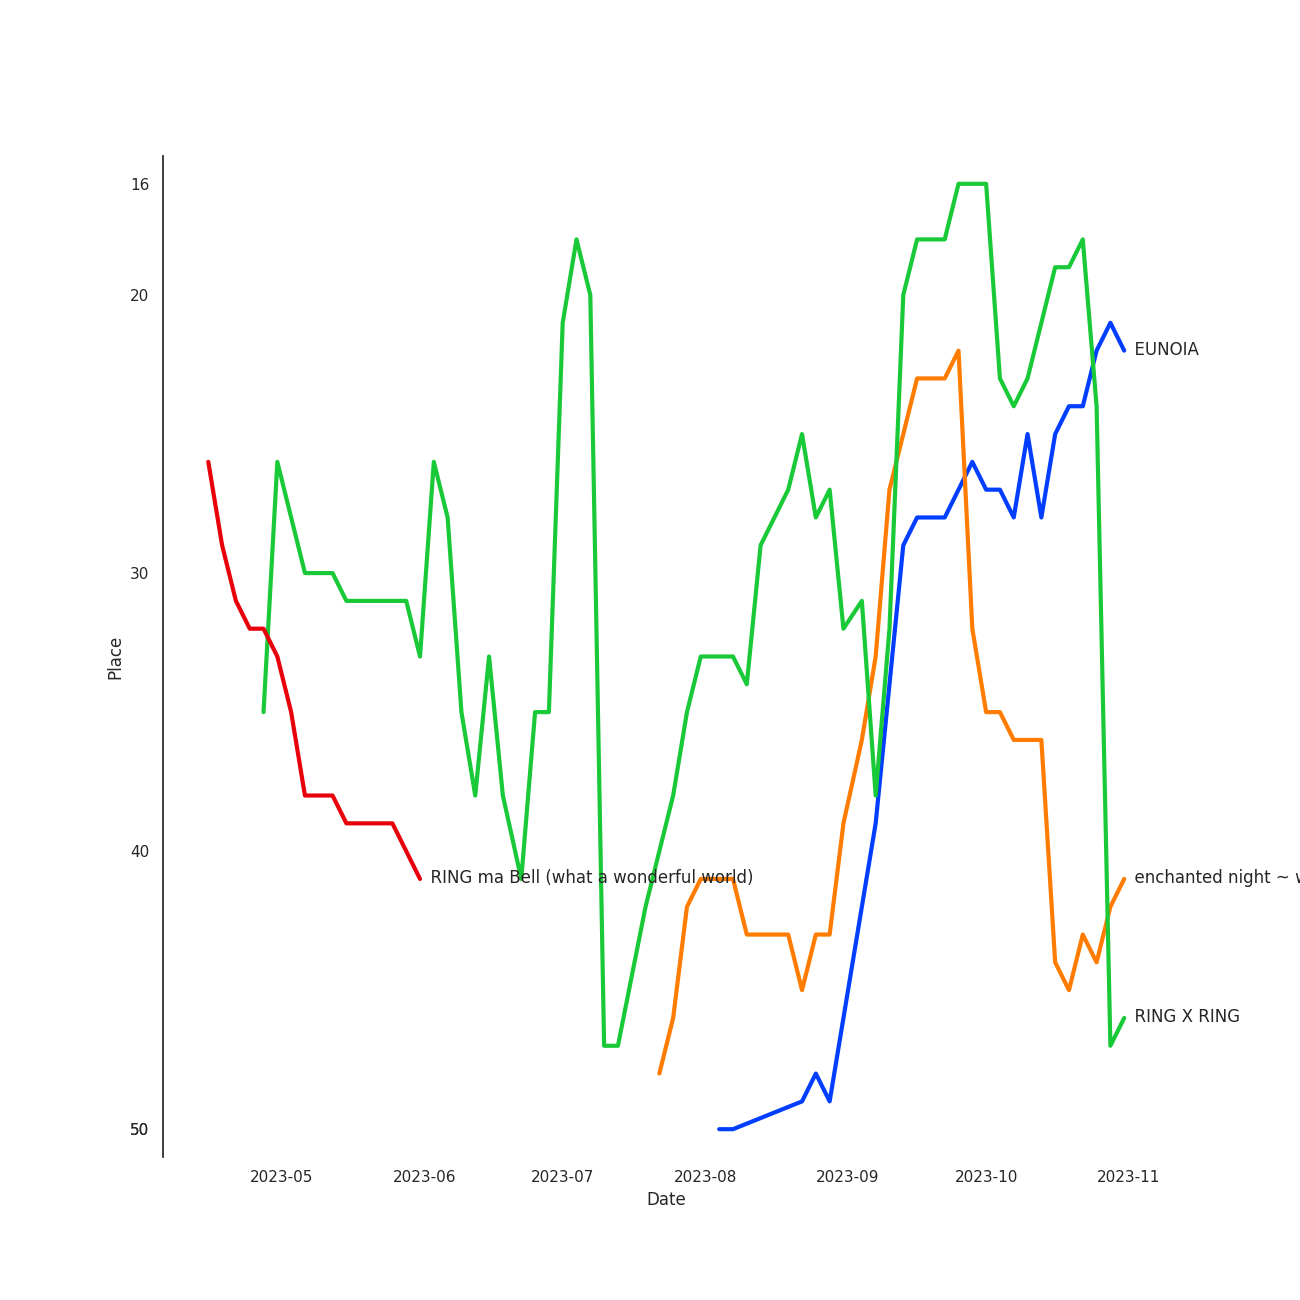 16
20
EUNOIA
30
Place
40
RING ma Bell (what a wonderful world)
enchanted night ~
RING X RING
50
2023-05 2023-06 2023-07 2023-08 2023-09 2023-10 2023-11
Date